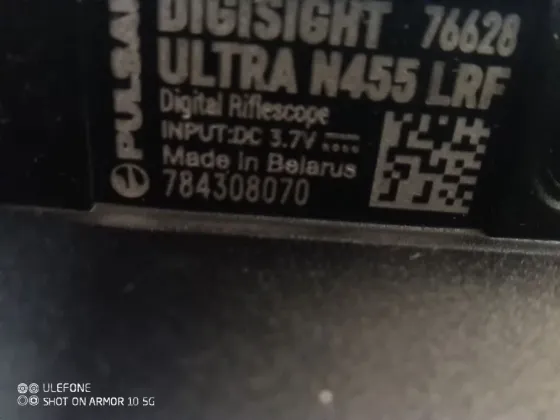 PULSAR
DIGISIGHT 76628
ULTRA N455 LRF
Digital Riflescope
INPUT:DC 3.7V
Made in Belarus
784308070
ULEFONE
SHOT ON ARMOR 10 5G